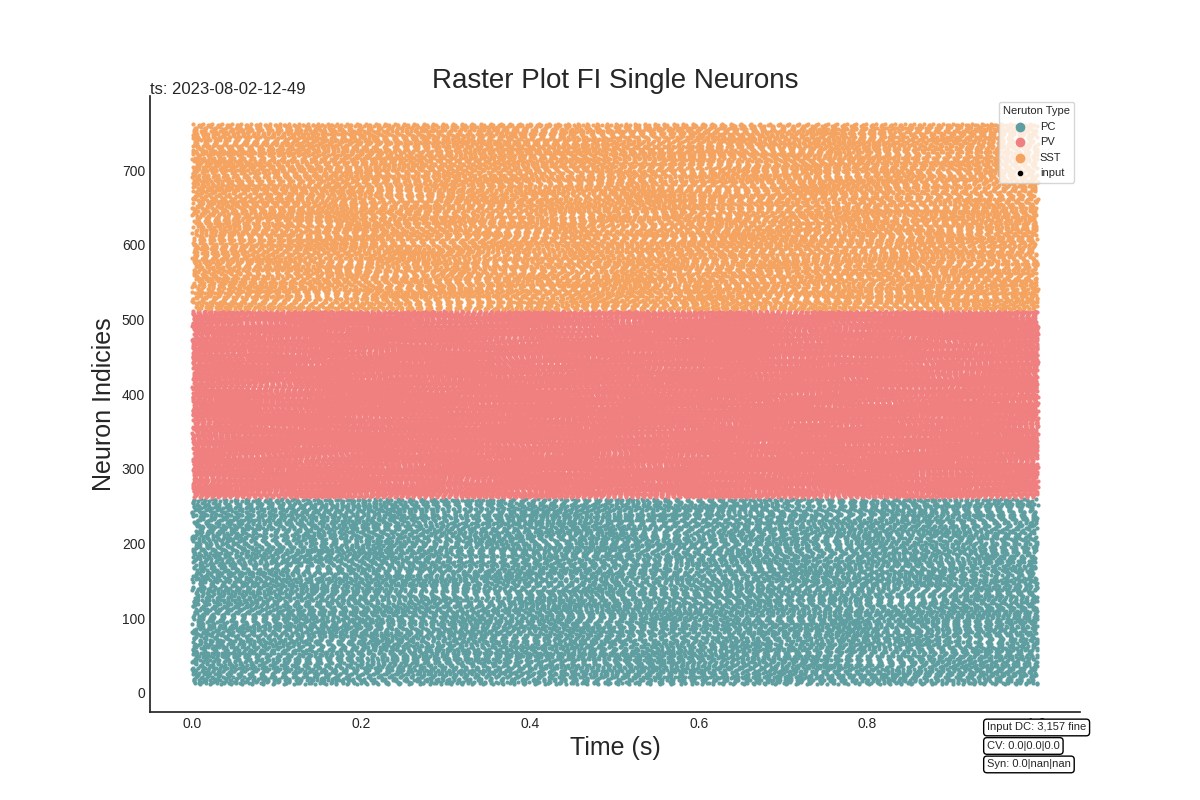 Raster Plot FI Single Neurons
ts: 2023-08-02-12-49
Neruton Type
PC
PV
SST
input
700
600
500
400
300
200
100
0
Neuron Indicies
0.0 0.2 0.4 0.6 0.8
Time (s)
Input DC: 3,157 fine
CV: 0.0|0.0|0.0
Syn: 0.0|nan|nan